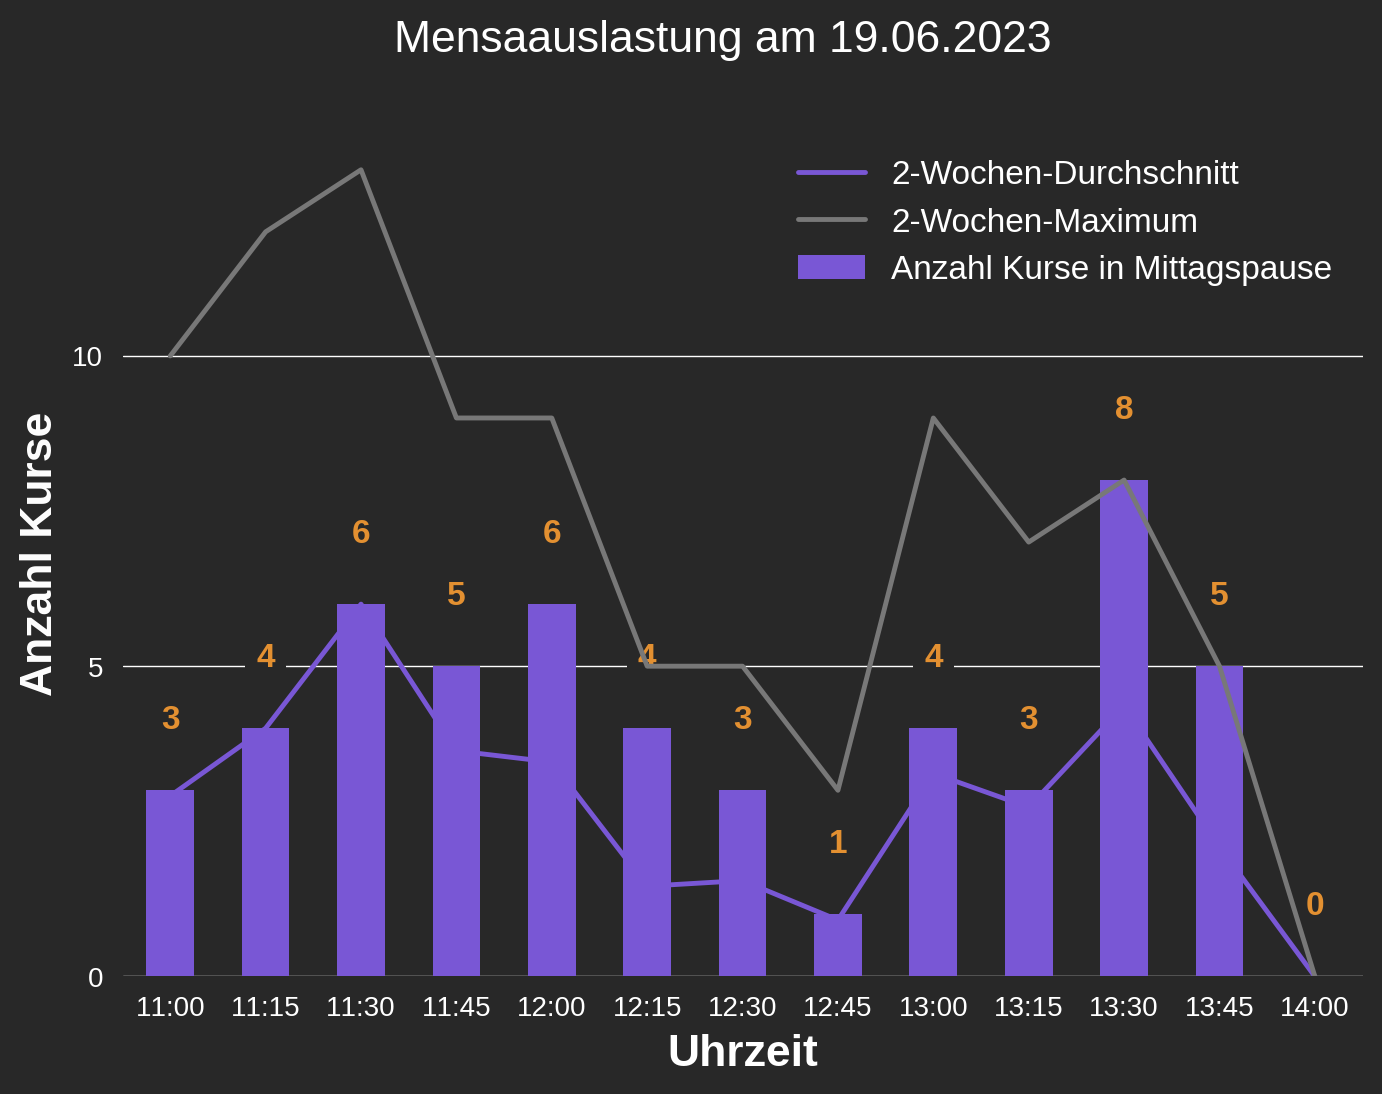 Mensaauslastung am 19.06.2023
2-Wochen-Durchschnitt
2-Wochen-Maximum
Anzahl Kurse in Mittagspause
Anzahl Kurse
10
5
0
3
4
6
5
6
4
3
1
4
3
8
5
0
11:00 11:15 11:30 11:45 12:00 12:15 12:30 12:45 13:00 13:15 13:30 13:45 14:00
Uhrzeit